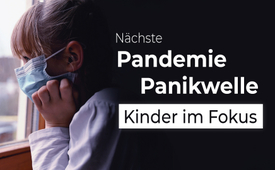 Nächste
Pandemie
Panikwelle
Kinder im Fokus